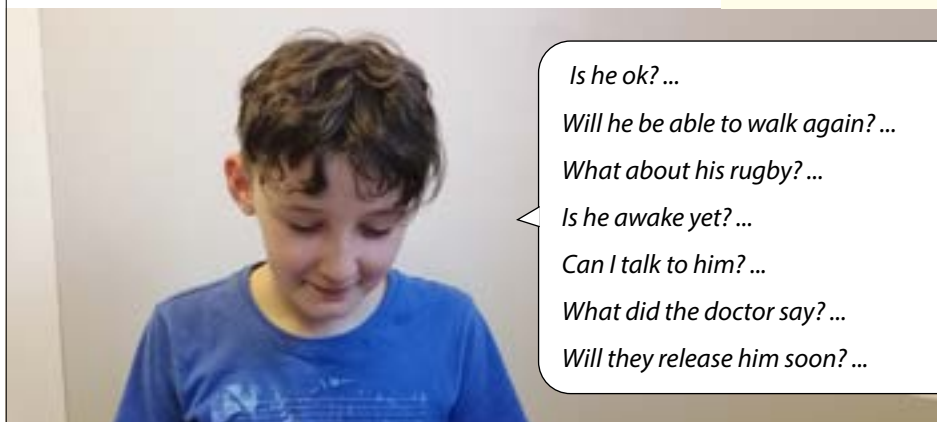 Is he ok? ...
Will he be able to walk again? ...
What about his rugby? ...
Is he awake yet? ...
Can I talk to him? ...
What did the doctor say? ...
Will they release him soon? ...